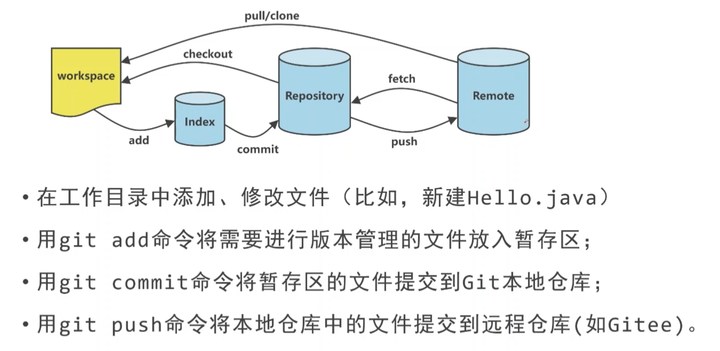 pull/clone
checkout
workspace
fetch
Repository
Remote
Index
add
push
commit
• 在工作目录中添加、修改文件（比如，新建Hello.java）
• 用git add命令将需要进行版本管理的文件放入暂存区；
• 用git commit命令将暂存区的文件提交到Git本地仓库；
• 用git push命令将本地仓库中的文件提交到远程仓库(如Gitee)。